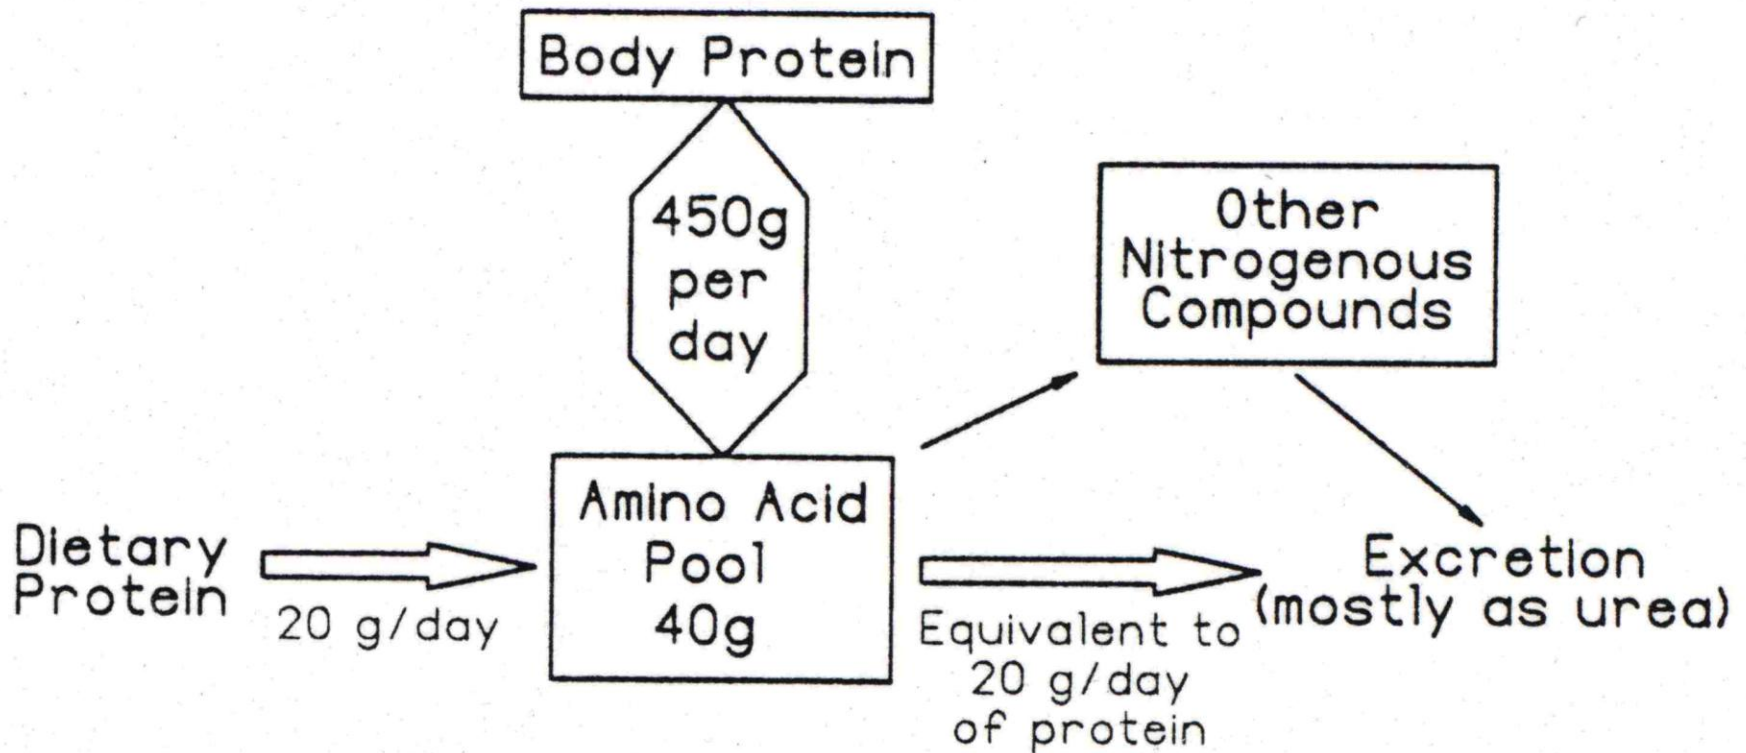 Body Protein
450g
per
day
Other
Nitrogenous
Compounds
Amino Acid
Pool
40g
Dietary
Protein
20 g/day
Equivalent to
20 g/day
of protein
Excretion
(mostly as urea)